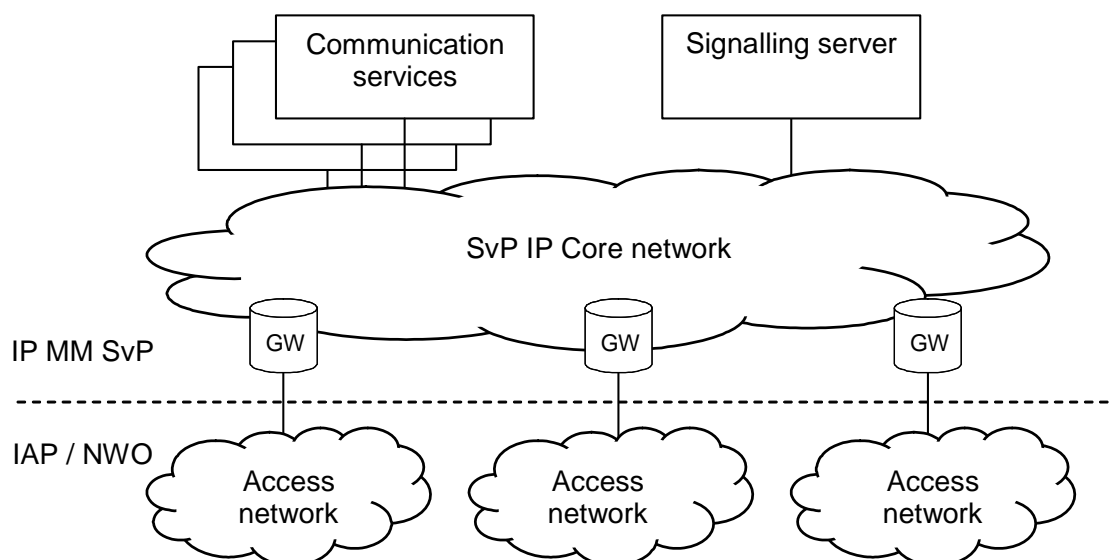 Communication
services
Signalling server
SvP IP Core network
GW
GW
GW
IP MM SvP
IAP / NWO
Access
network
Access
network
Access
network